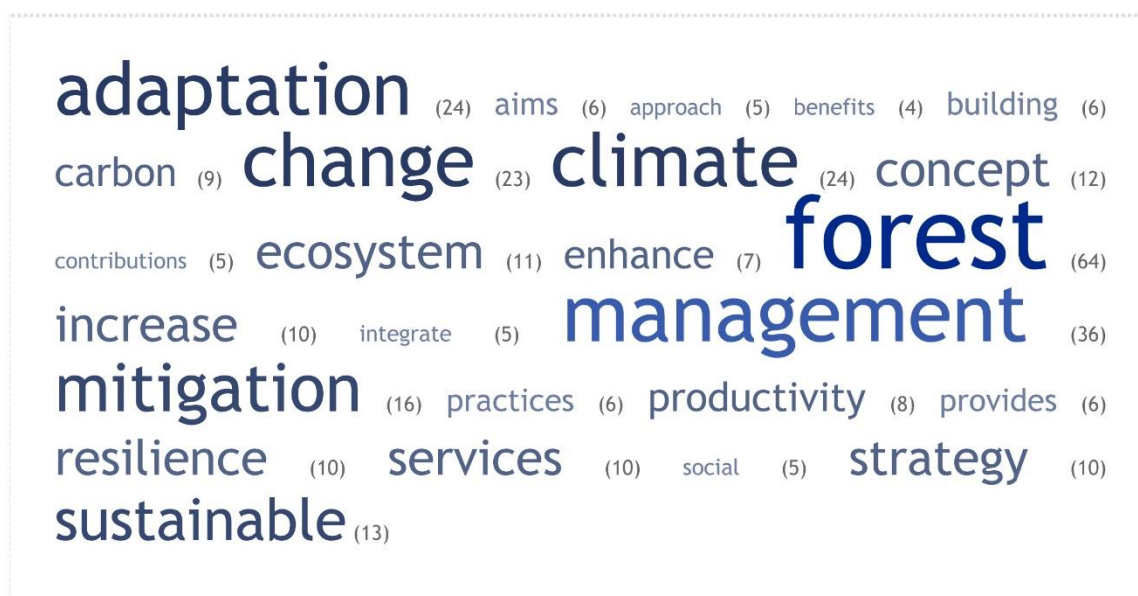 adaptation (24) aims (6) approach (5) benefits (4) building (6)
carbon (9) change (23) climate (24) concept (12)
contributions (5) ecosystem (11) enhance (7) forest (64)
increase (10) integrate (5) management (36)
mitigation (16) practices (6) productivity (8) provides (6)
resilience (10) services (10) social (5) strategy (10)
sustainable (13)